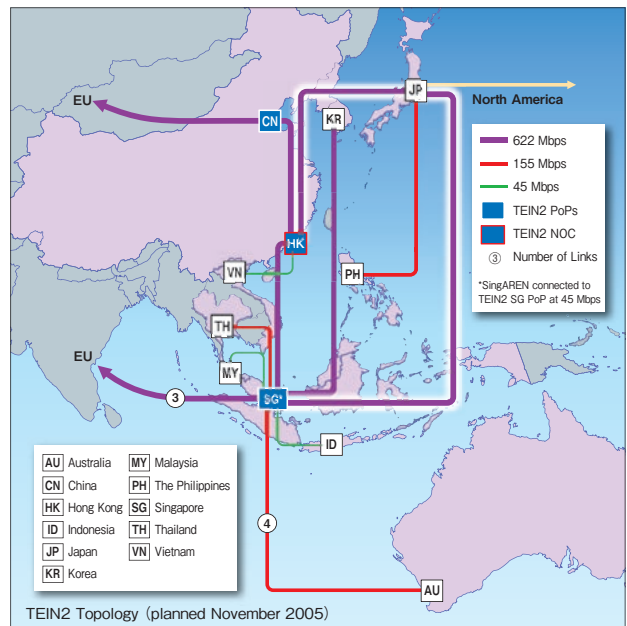 EU
CN
KR
JP
North America
622 Mbps
155 Mbps
45 Mbps
TEIN2 PoPs
TEIN2 NOC
③ Number of Links
*SingAREN connected to
TEIN2 SG PoP at 45 Mbps
HK
VN
PH
TH
EU
MY
③
SG*
ID
④
AU
AU Australia
CN China
HK Hong Kong
ID Indonesia
JP Japan
KR Korea
MY Malaysia
PH The Philippines
SG Singapore
TH Thailand
VN Vietnam
TEIN2 Topology (planned November 2005)